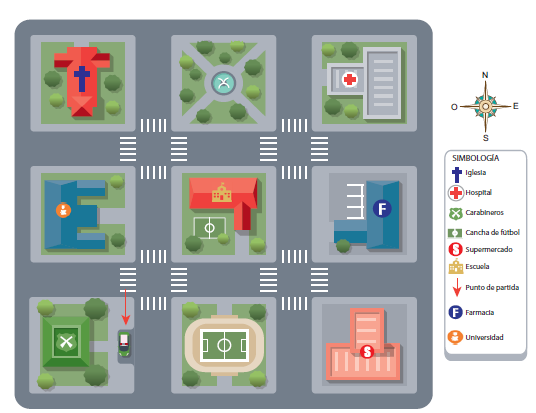 N
O E
S
SIMBOLOGÍA
Iglesia
Hospital
Carabineros
Cancha de fútbol
S Supermercado
Escuela
Punto de partida
F Farmacia
Universidad
F
S